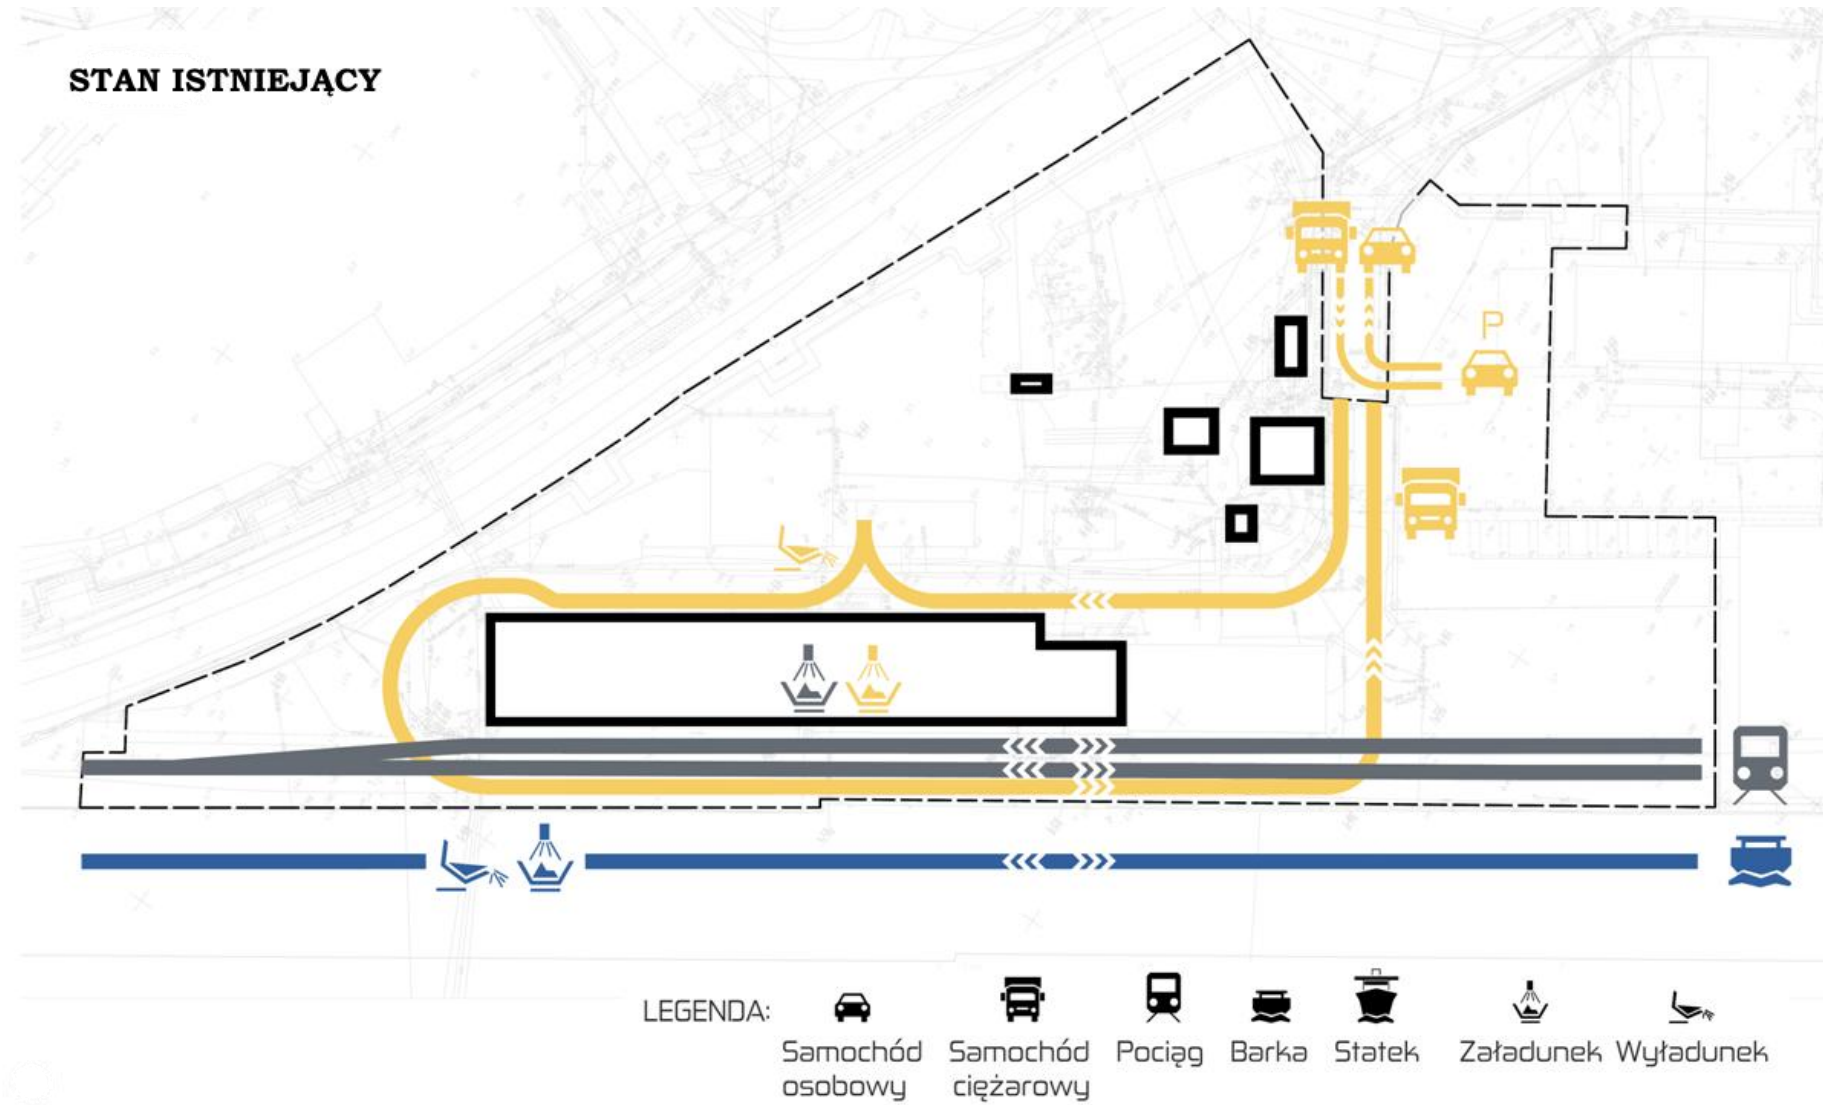 STAN ISTNIEJĄCY
P
LEGENDA:
Samochód
osobowy
Samochód
ciężarowy
Pociąg
Barka
Statek
Załadunek
Wyładunek